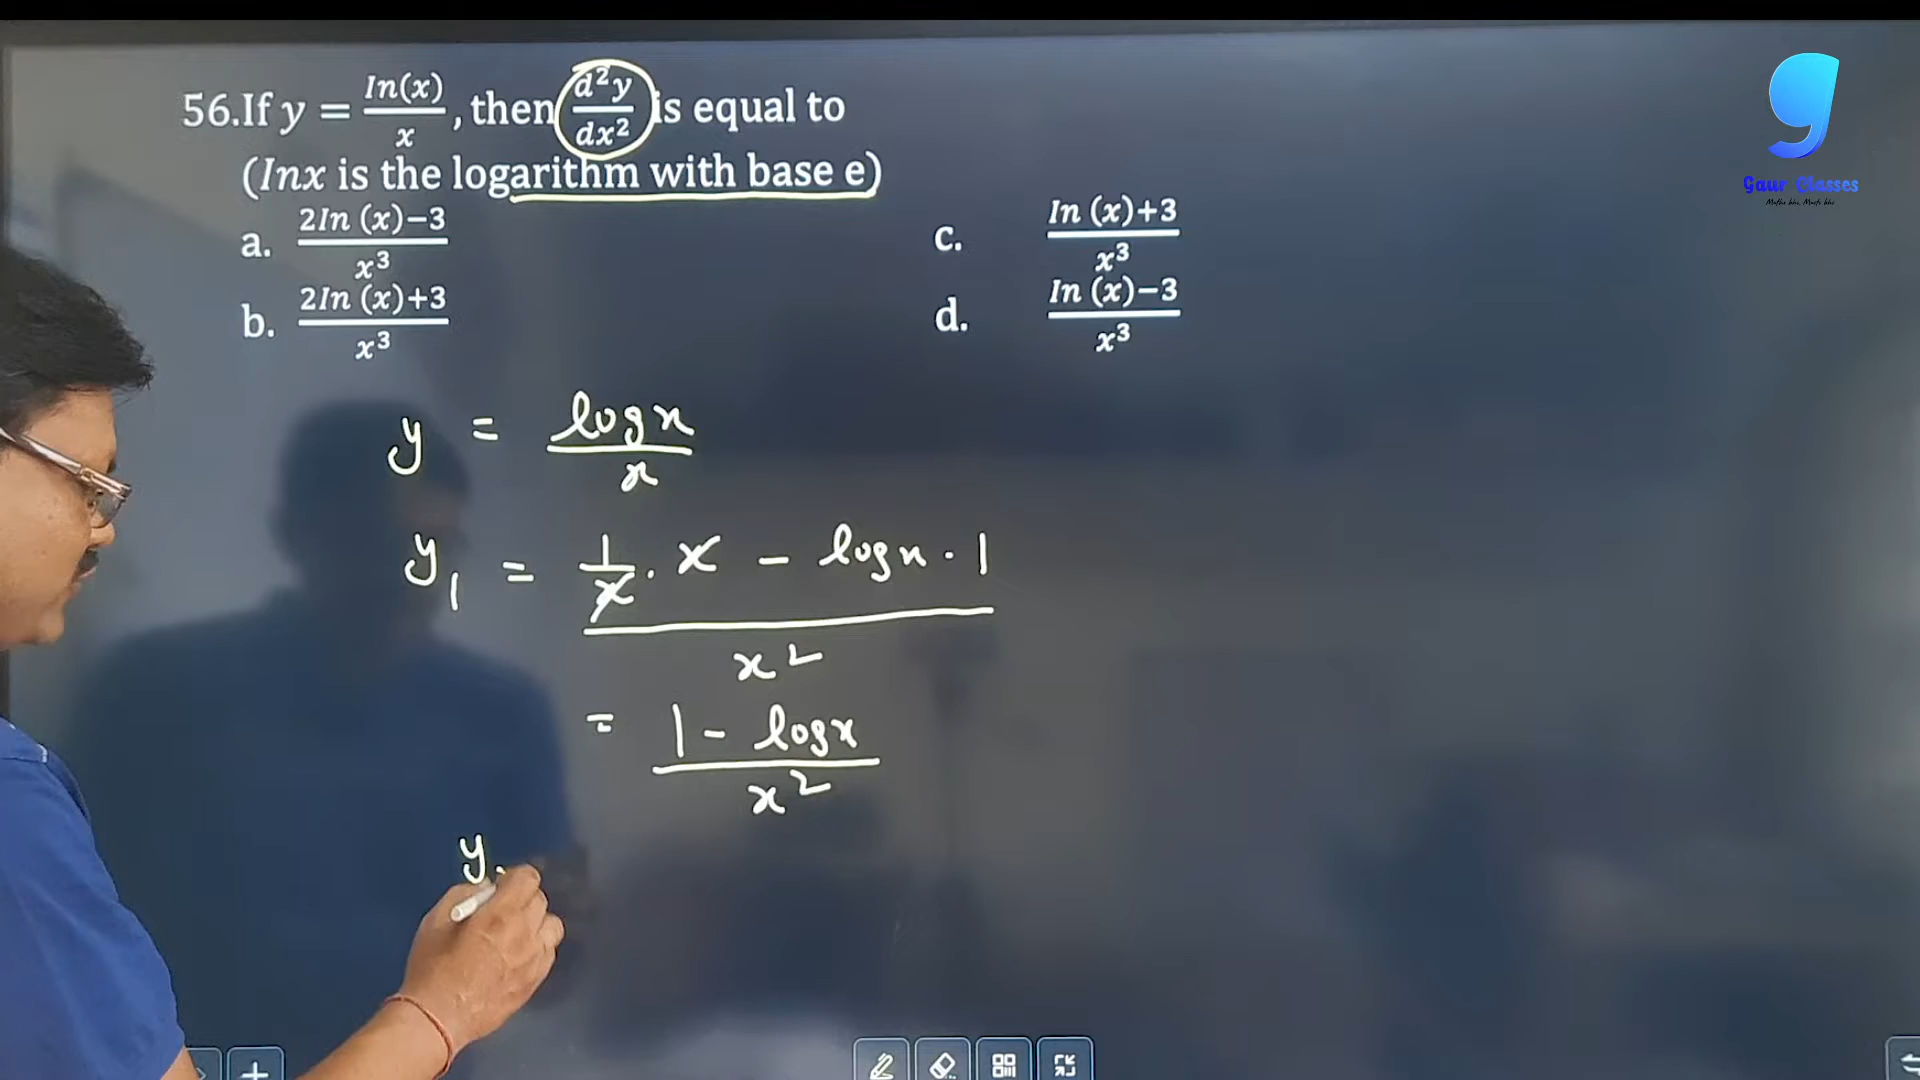 56.If y = In(x)/x, then d²y/dx² is equal to
(Inx is the logarithm with base e)
a. 2In (x)−3/x³
b. 2In (x)+3/x³
c. In (x)+3/x³
d. In (x)−3/x³
y = logx/x
y₁ = 1/x · x − logx · 1/x²
= 1 − logx/x²
y
g
Gaur Classes